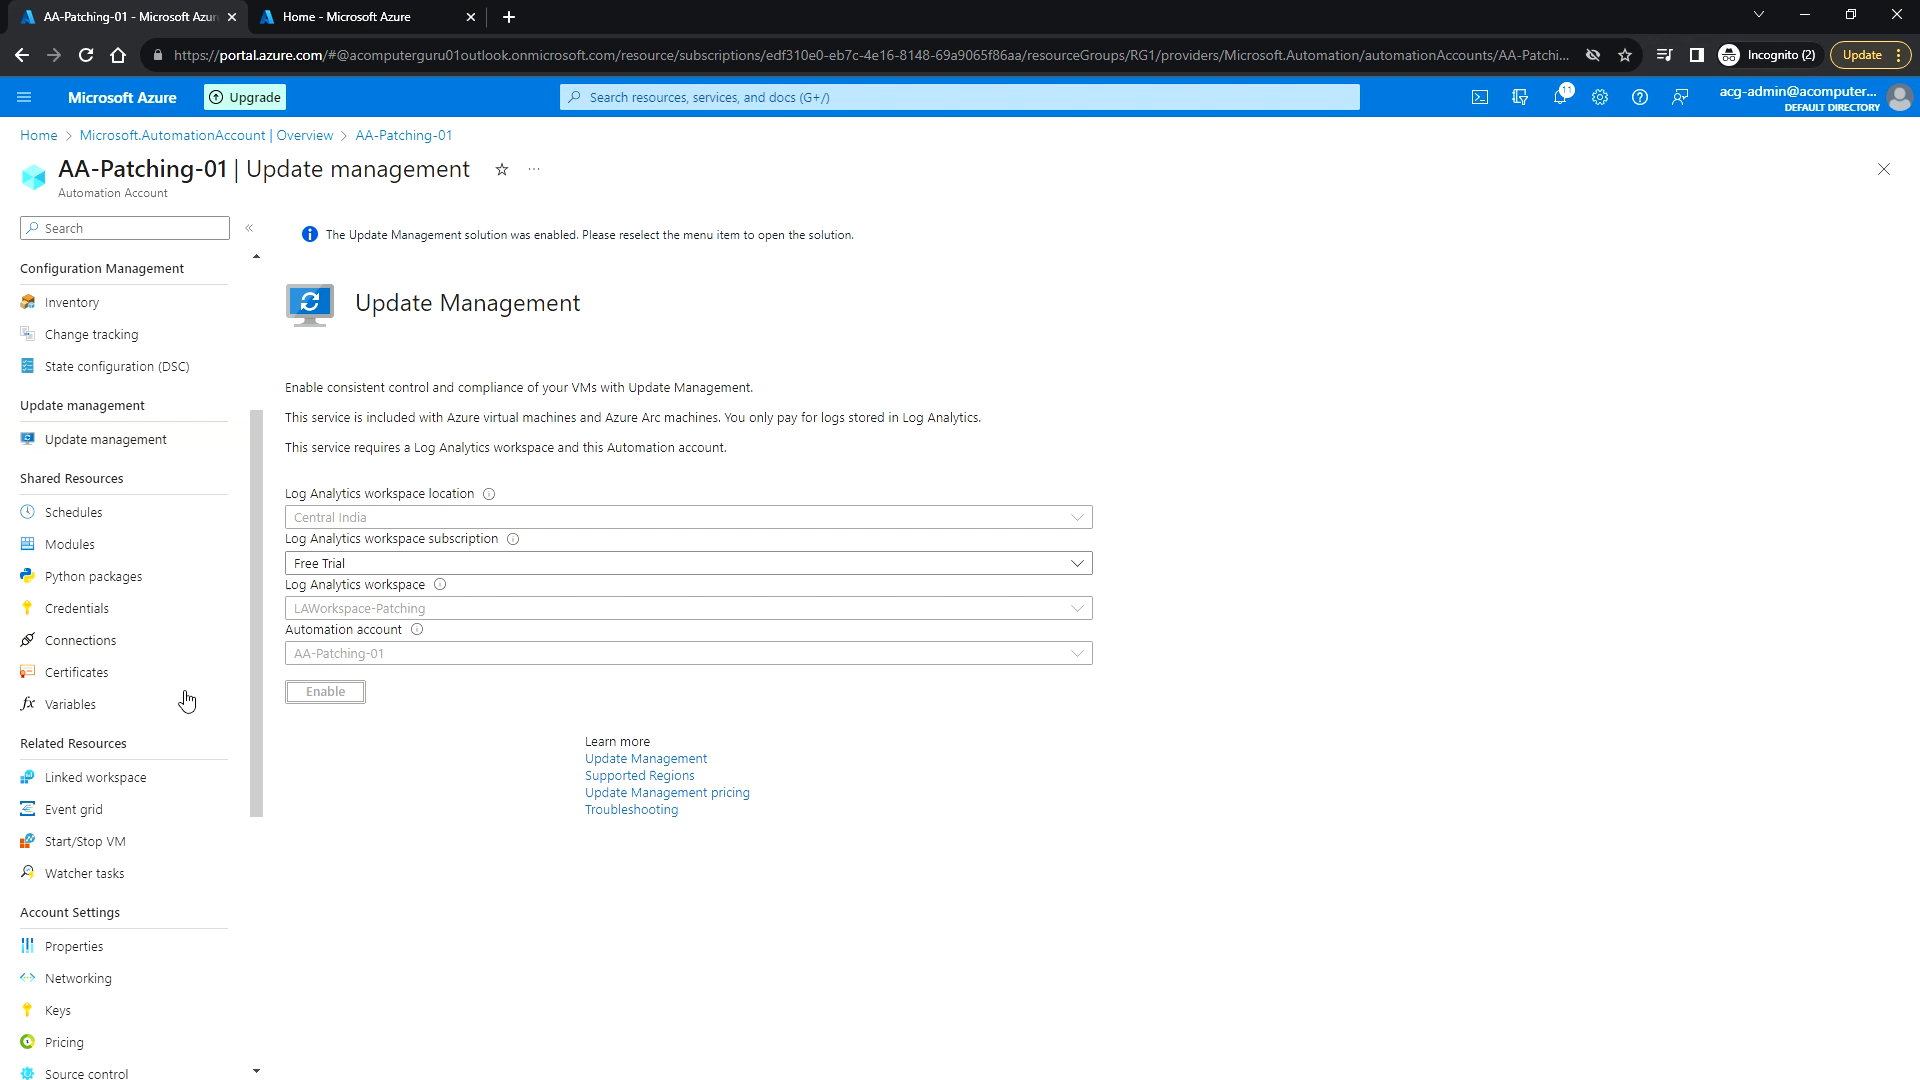 AA-Patching-01 - Microsoft Azur
Home - Microsoft Azure
https://portal.azure.com/#@acomputerguru01outlook.onmicrosoft.com/resource/subscriptions/edf310e0-eb7c-4e16-8148-69a9065f86aa/resourceGroups/RG1/providers/Microsoft.Automation/automationAccounts/AA-Patchi...
Incognito (2)
Update
Microsoft Azure
Upgrade
Search resources, services, and docs (G+/)
11
acg-admin@acomputer...
DEFAULT DIRECTORY
Home > Microsoft.AutomationAccount | Overview > AA-Patching-01
AA-Patching-01 | Update management
Automation Account
Search
Configuration Management
Inventory
Change tracking
State configuration (DSC)
Update management
Update management
Shared Resources
Schedules
Modules
Python packages
Credentials
Connections
Certificates
Variables
Related Resources
Linked workspace
Event grid
Start/Stop VM
Watcher tasks
Account Settings
Properties
Networking
Keys
Pricing
Source control
The Update Management solution was enabled. Please reselect the menu item to open the solution.
Update Management
Enable consistent control and compliance of your VMs with Update Management.
This service is included with Azure virtual machines and Azure Arc machines. You only pay for logs stored in Log Analytics.
This service requires a Log Analytics workspace and this Automation account.
Log Analytics workspace location
Central India
Log Analytics workspace subscription
Free Trial
Log Analytics workspace
LAWorkspace-Patching
Automation account
AA-Patching-01
Enable
Learn more
Update Management
Supported Regions
Update Management pricing
Troubleshooting